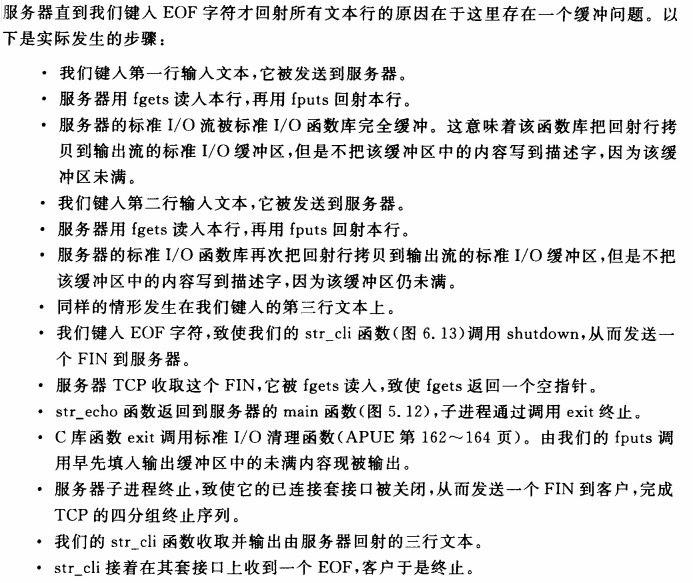 服务器直到我们键入 EOF 字符才回射所有文本行的原因在于这里存在一个缓冲问题。以
下是实际发生的步骤：
· 我们键入第一行输入文本，它被发送到服务器。
· 服务器用 fgets 读入本行，再用 fputs 回射本行。
· 服务器的标准 I/O 流被标准 I/O 函数库完全缓冲。这意味着该函数库把回射行拷
贝到输出流的标准 I/O 缓冲区，但是不把该缓冲区中的内容写到描述字，因为该缓
冲区未满。
· 我们键入第二行输入文本，它被发送到服务器。
· 服务器用 fgets 读入本行，再用 fputs 回射本行。
· 服务器的标准 I/O 函数库再次把回射行拷贝到输出流的标准 I/O 缓冲区，但是不把
该缓冲区中的内容写到描述字，因为该缓冲区仍未满。
· 同样的情形发生在我们键入的第三行文本上。
· 我们键入 EOF 字符，致使我们的 str_cli 函数(图 6.13)调用 shutdown，从而发送一
个 FIN 到服务器。
· 服务器 TCP 收取这个 FIN，它被 fgets 读入，致使 fgets 返回一个空指针。
· str_echo 函数返回到服务器的 main 函数(图 5.12)，子进程通过调用 exit 终止。
· C 库函数 exit 调用标准 I/O 清理函数(APUE 第 162～164 页)。由我们的 fputs 调
用早先填入输出缓冲区中的未满内容现被输出。
· 服务器子进程终止，致使它的已连接套接口被关闭，从而发送一个 FIN 到客户，完成
TCP 的四分组终止序列。
· 我们的 str_cli 函数收取并输出由服务器回射的三行文本。
· str_cli 接着在其套接口上收到一个 EOF，客户于是终止。